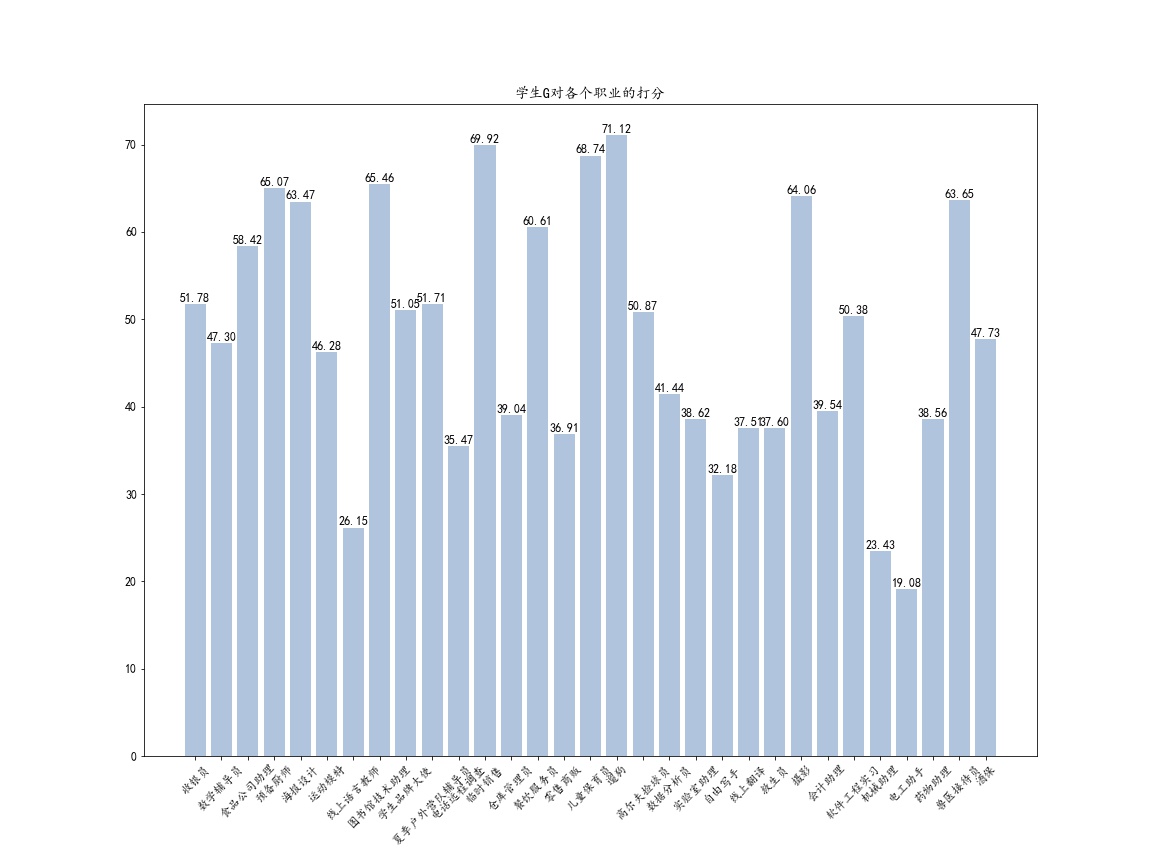 学生G对各个职业的打分
70
60
50
40
30
20
10
0
51.78
47.30
58.42
65.07
63.47
46.28
26.15
65.46
51.05
51.71
35.47
69.92
39.04
60.61
36.91
68.74
71.12
50.87
41.44
38.62
32.18
37.51
37.60
64.06
39.54
50.38
23.43
19.08
38.56
63.65
47.73
收银员
数学辅导员
食品公司助理
预备厨师
海报设计
运动模特
线上语言教师
图书馆技术助理
学生品牌大使
夏季户外营队辅导员
电话远程调查
临时销售
仓库管理员
餐饮服务员
零售商贩
儿童保育员
遛狗
高尔夫捡球员
数据分析员
实验室助理
自由写手
线上翻译
救生员
摄影
会计助理
软件工程实习
机械助理
电工助手
药物助理
兽医接待员
酒保